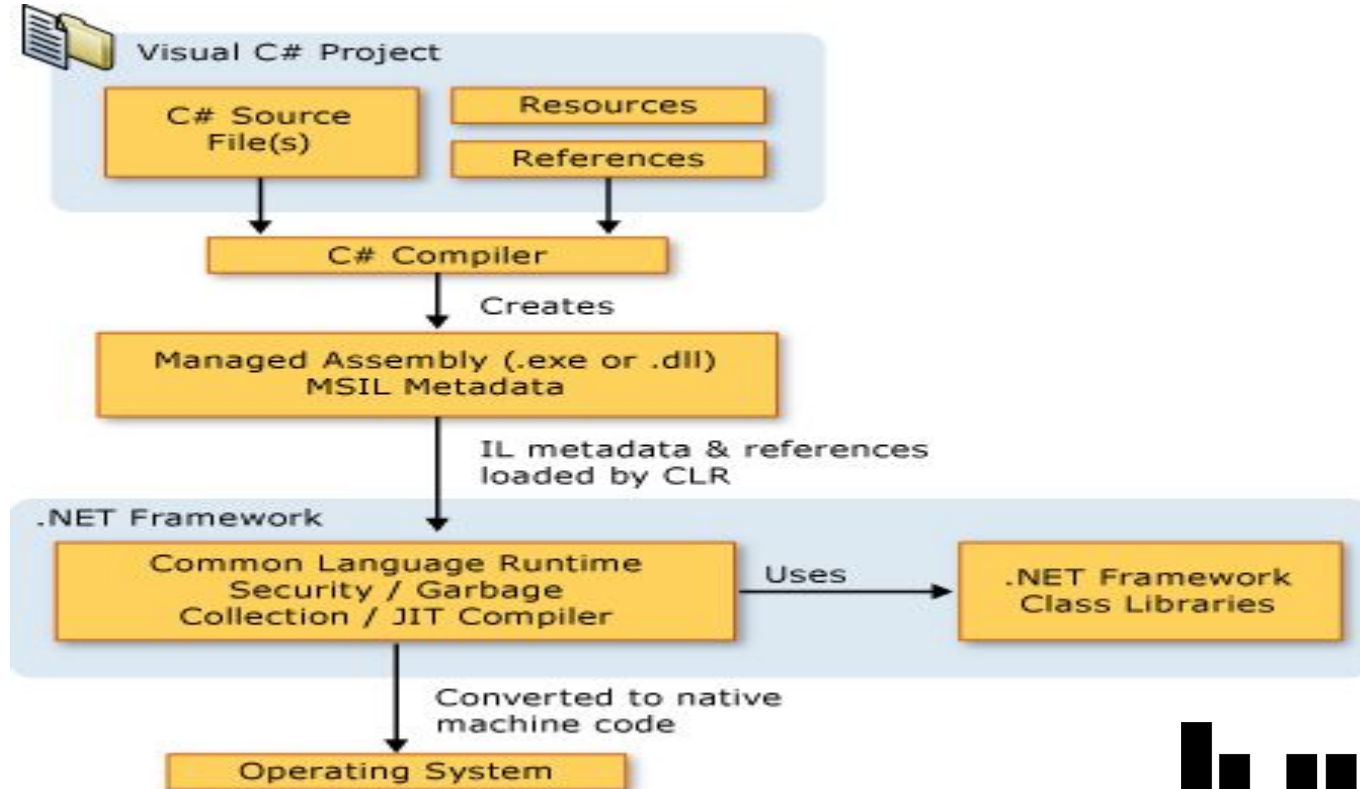 Visual C# Project
C# Source
File(s)
Resources
References
C# Compiler
Creates
Managed Assembly (.exe or .dll)
MSIL Metadata
IL metadata & references
loaded by CLR
.NET Framework
Common Language Runtime
Security / Garbage
Collection / JIT Compiler
Uses
.NET Framework
Class Libraries
Converted to native
machine code
Operating System